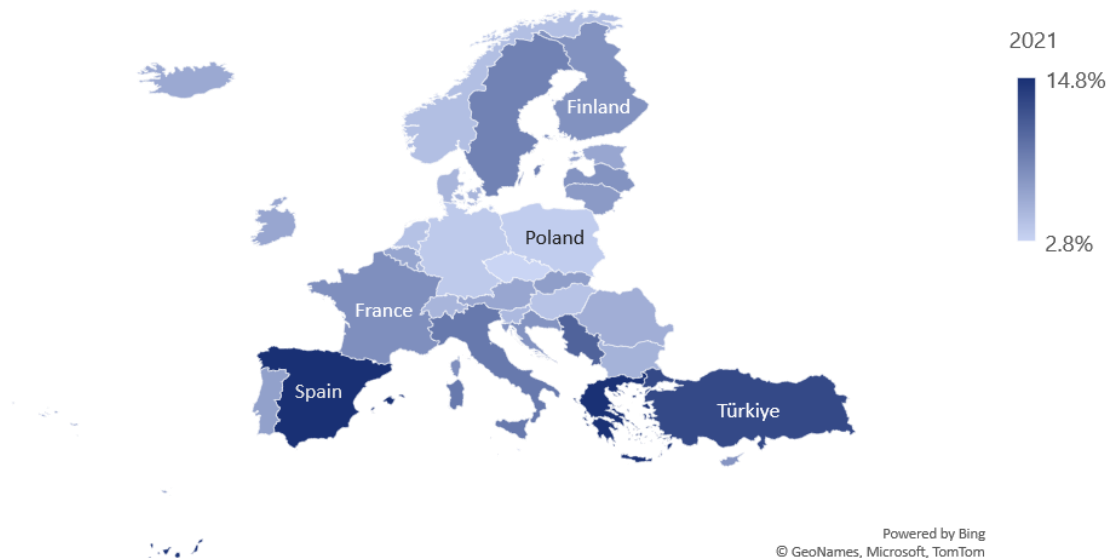 2021
14.8%
Finland
Poland
2.8%
France
Spain
Türkiye
Powered by Bing
© GeoNames, Microsoft, TomTom